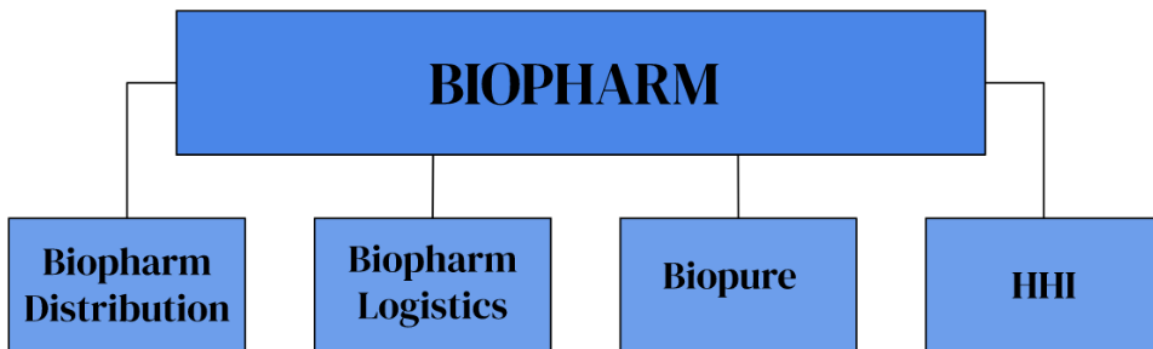 BIOPHARM
Biopharm
Distribution
Biopharm
Logistics
Biopure
HHI